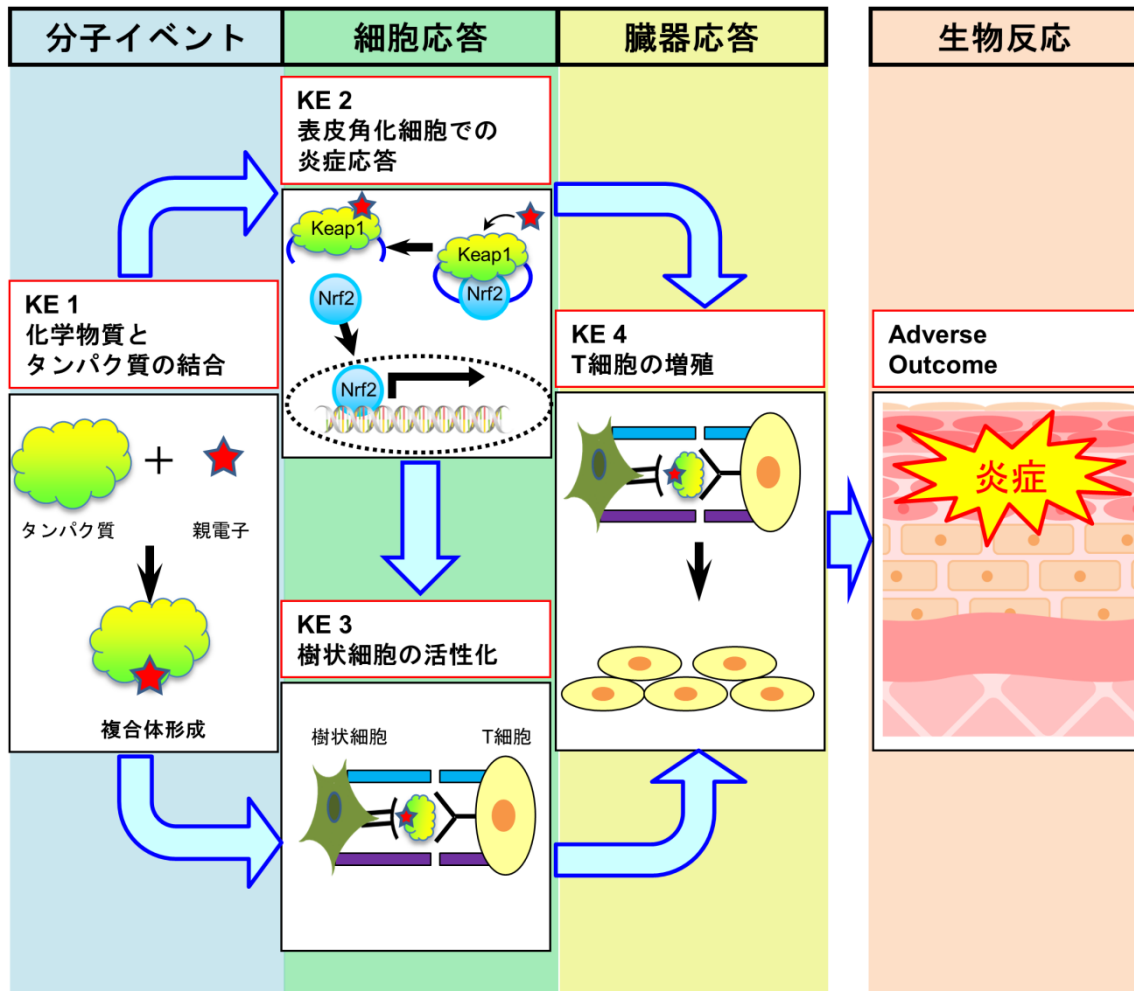 分子イベント
細胞応答
臓器応答
生物反応
KE 1
化学物質と
タンパク質の結合
タンパク質
+
親電子
複合体形成
KE 2
表皮角化細胞での
炎症応答
Keap1
Keap1
Nrf2
Nrf2
Nrf2
KE 3
樹状細胞の活性化
樹状細胞
T細胞
KE 4
T細胞の増殖
Adverse
Outcome
炎症